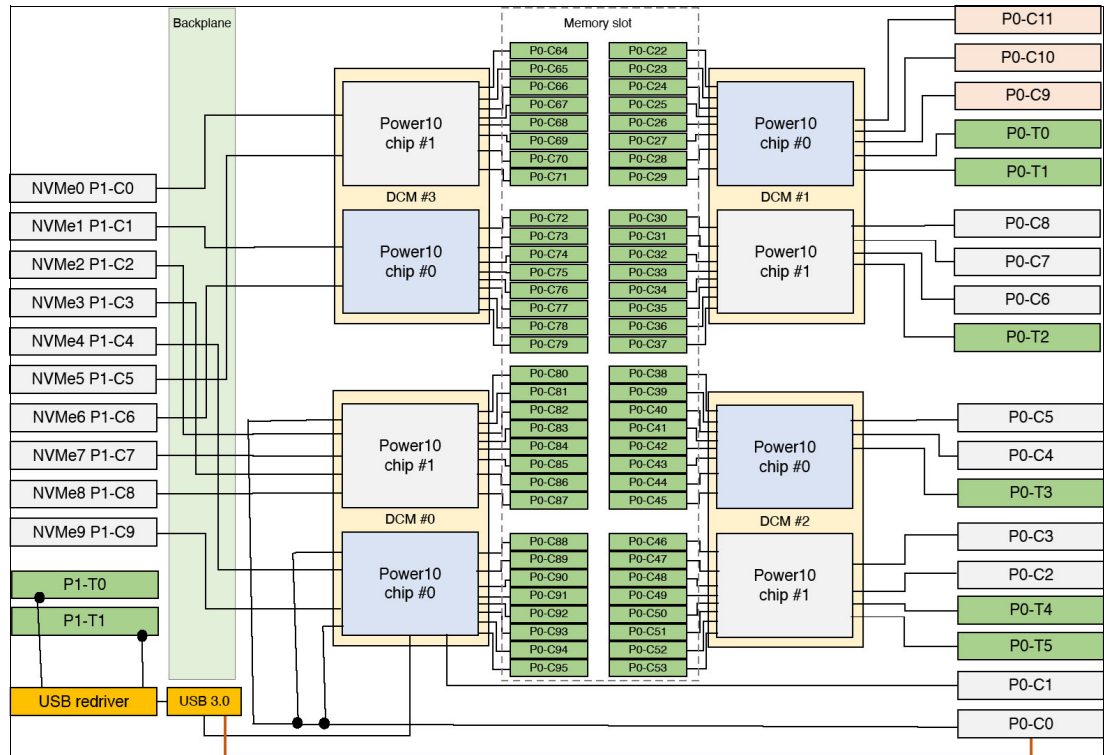 Backplane
Memory slot
NVMe0 P1-C0
NVMe1 P1-C1
NVMe2 P1-C2
NVMe3 P1-C3
NVMe4 P1-C4
NVMe5 P1-C5
NVMe6 P1-C6
NVMe7 P1-C7
NVMe8 P1-C8
NVMe9 P1-C9
P1-T0
P1-T1
USB redriver
USB 3.0
Power10
chip #1
DCM #3
Power10
chip #0
Power10
chip #1
DCM #0
Power10
chip #0
P0-C64
P0-C65
P0-C66
P0-C67
P0-C68
P0-C69
P0-C70
P0-C71
P0-C72
P0-C73
P0-C74
P0-C75
P0-C76
P0-C77
P0-C78
P0-C79
P0-C80
P0-C81
P0-C82
P0-C83
P0-C84
P0-C85
P0-C86
P0-C87
P0-C88
P0-C89
P0-C90
P0-C91
P0-C92
P0-C93
P0-C94
P0-C95
P0-C22
P0-C23
P0-C24
P0-C25
P0-C26
P0-C27
P0-C28
P0-C29
P0-C30
P0-C31
P0-C32
P0-C33
P0-C34
P0-C35
P0-C36
P0-C37
P0-C38
P0-C39
P0-C40
P0-C41
P0-C42
P0-C43
P0-C44
P0-C45
P0-C46
P0-C47
P0-C48
P0-C49
P0-C50
P0-C51
P0-C52
P0-C53
Power10
chip #0
DCM #1
Power10
chip #1
Power10
chip #0
DCM #2
Power10
chip #1
P0-C11
P0-C10
P0-C9
P0-T0
P0-T1
P0-C8
P0-C7
P0-C6
P0-T2
P0-C5
P0-C4
P0-T3
P0-C3
P0-C2
P0-T4
P0-T5
P0-C1
P0-C0